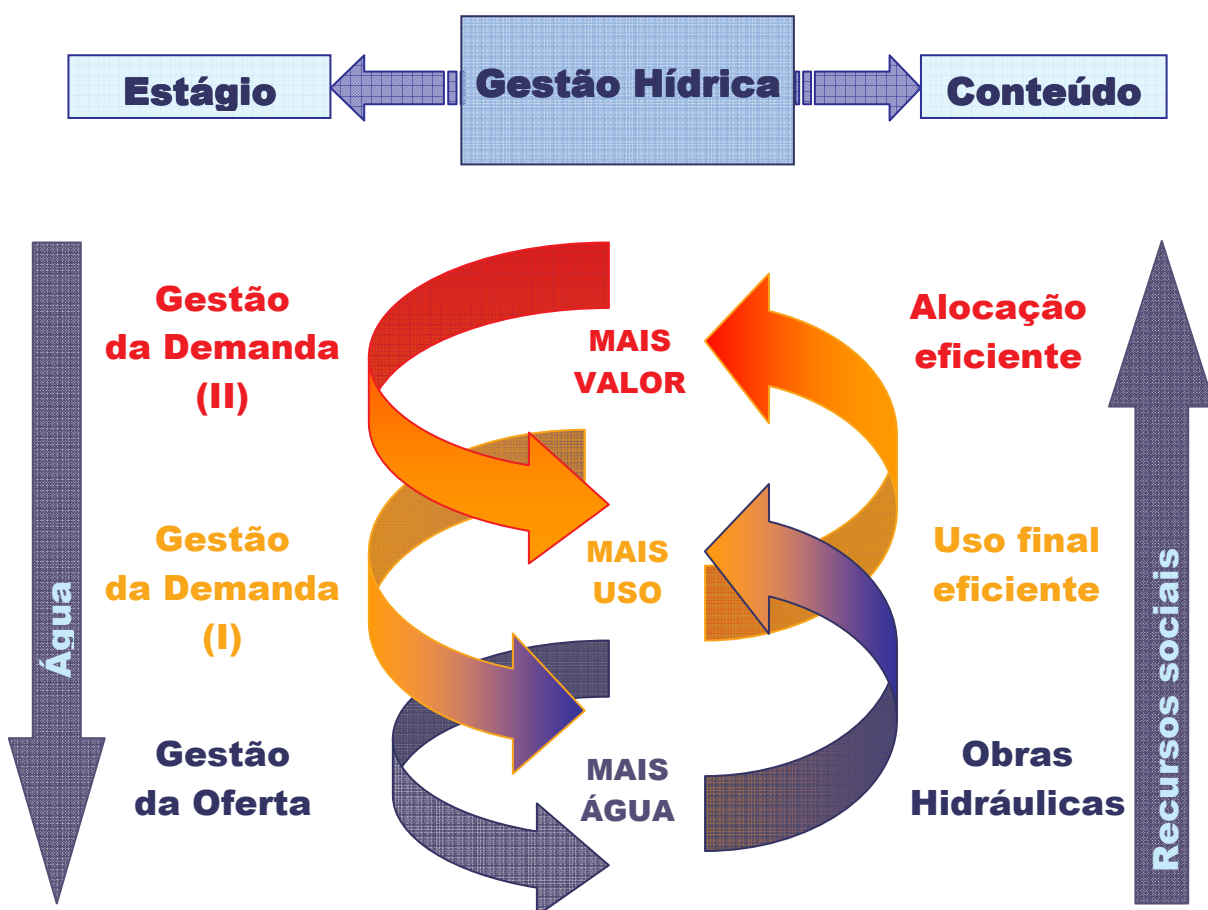 Estágio
Gestão Hídrica
Conteúdo
Gestão
da Demanda
(II)
MAIS
VALOR
Alocação
eficiente
Gestão
da Demanda
(I)
MAIS
USO
Uso final
eficiente
Gestão
da Oferta
MAIS
ÁGUA
Obras
Hidráulicas
Água
Recursos sociais